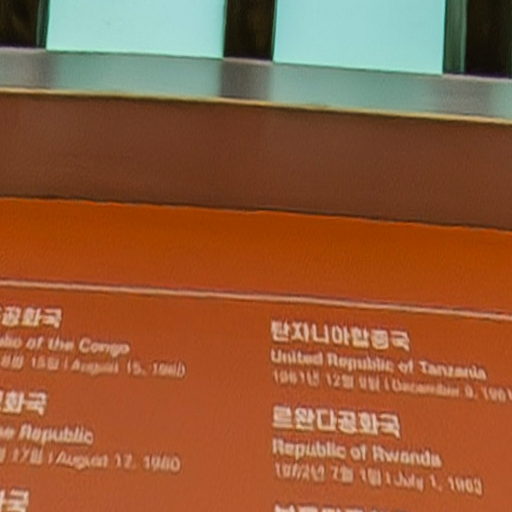 공화국
of the Congo
8월 15일 | August 15, 1960
화국
Republic
17일 | August 17, 1960
국
탄자니아합중국
United Republic of Tanzania
1961년 12월 9일 | December 9, 1961
르완다공화국
Republic of Rwanda
1962년 7월 1일 | July 1, 1962